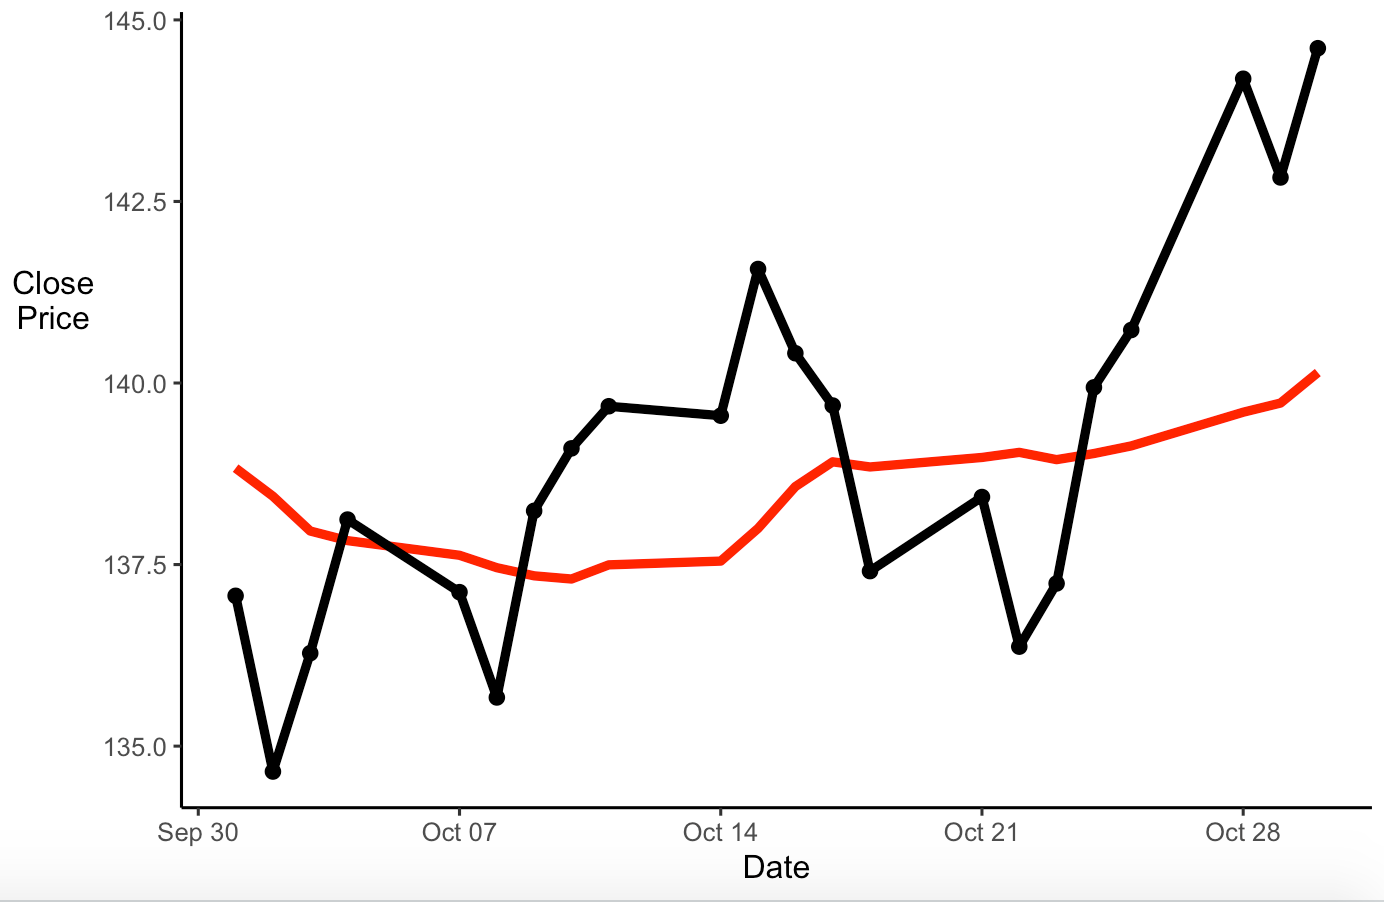 145.0
142.5
Close
Price
140.0
137.5
135.0
Sep 30
Oct 07
Oct 14
Oct 21
Oct 28
Date